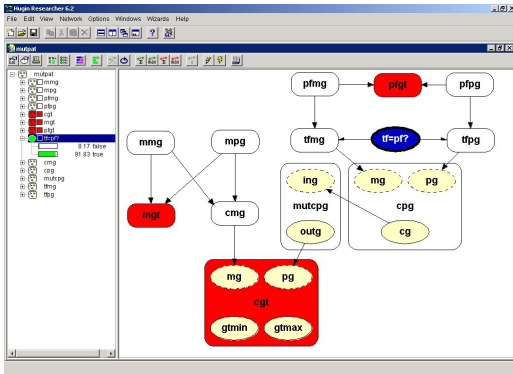 Hugin Researcher 6.2
File Edit View Network Options Windows Wizards Help
mutpat
mutpat
mmg
mpg
pfmg
pfpg
cgt
mgt
pfgt
tf=pf?
8.17 false
91.83 true
cmg
cpg
mutcpg
tfmg
tfpg
pfmg pfgt pfpg
mmg mpg tfmg tf=pf? tfpg
ing mg pg
mutcpg cpg
mgt cmg outg cg
mg pg
cgt
gtmin gtmax